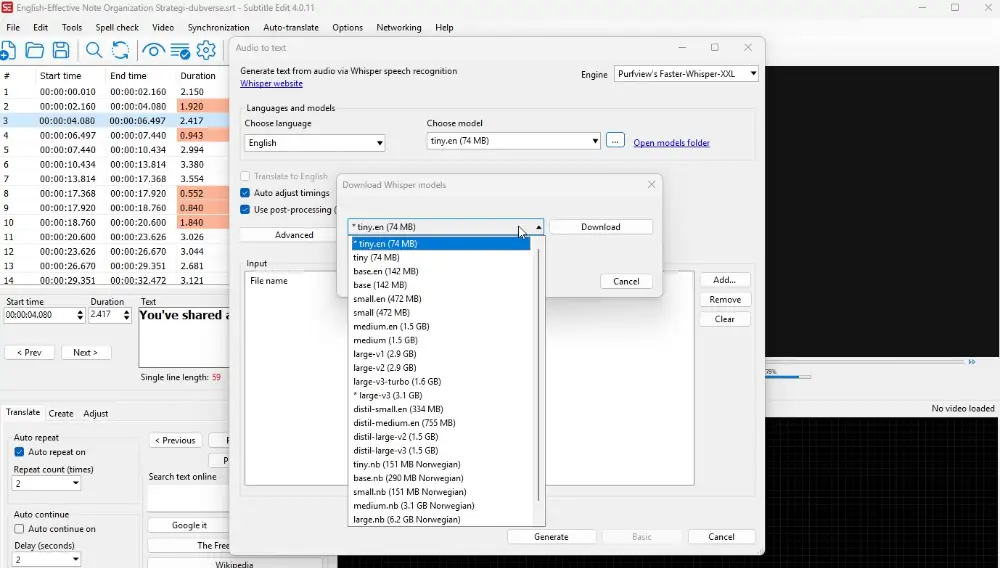 English-Effective Note Organization Strategi-dubverse.srt - Subtitle Edit 4.0.11
File Edit Tools Spell check Video Synchronization Auto-translate Options Networking Help
# Start time End time Duration
1 00:00:00.010 00:00:02.160 2.150
2 00:00:02.160 00:00:04.080 1.920
3 00:00:04.080 00:00:06.497 2.417
4 00:00:06.497 00:00:07.440 0.943
5 00:00:07.440 00:00:10.434 2.994
6 00:00:10.434 00:00:13.814 3.380
7 00:00:13.814 00:00:17.368 3.554
8 00:00:17.368 00:00:17.920 0.552
9 00:00:17.920 00:00:18.760 0.840
10 00:00:18.760 00:00:20.600 1.840
11 00:00:20.600 00:00:23.626 3.026
12 00:00:23.626 00:00:26.670 3.044
13 00:00:26.670 00:00:29.351 2.681
14 00:00:29.351 00:00:32.472 3.121
Start time Duration Text
00:00:04.080 2.417 You've shared
< Prev Next >
Single line length: 59
Translate Create Adjust
Auto repeat
Auto repeat on
Repeat count (times)
2
Auto continue
Auto continue on
Delay (seconds)
2
< Previous
Search text online
Google it
The Free
Wikipedia
Audio to text
Generate text from audio via Whisper speech recognition
Whisper website
Engine Purfview's Faster-Whisper-XXL
Languages and models
Choose language Choose model
English tiny.en (74 MB) ... Open models folder
Translate to English
Auto adjust timings
Use post-processing (
Advanced
Input
File name
Add...
Remove
Clear
Generate Basic Cancel
Download Whisper models
* tiny.en (74 MB) Download
Cancel
* tiny.en (74 MB)
tiny (74 MB)
base.en (142 MB)
base (142 MB)
small.en (472 MB)
small (472 MB)
medium.en (1.5 GB)
medium (1.5 GB)
large-v1 (2.9 GB)
large-v2 (2.9 GB)
large-v3-turbo (1.6 GB)
* large-v3 (3.1 GB)
distil-small.en (334 MB)
distil-medium.en (755 MB)
distil-large-v2 (1.5 GB)
distil-large-v3 (1.5 GB)
tiny.nb (151 MB Norwegian)
base.nb (290 MB Norwegian)
small.nb (151 MB Norwegian)
medium.nb (3.1 GB Norwegian)
large.nb (6.2 GB Norwegian)
78%
No video loaded